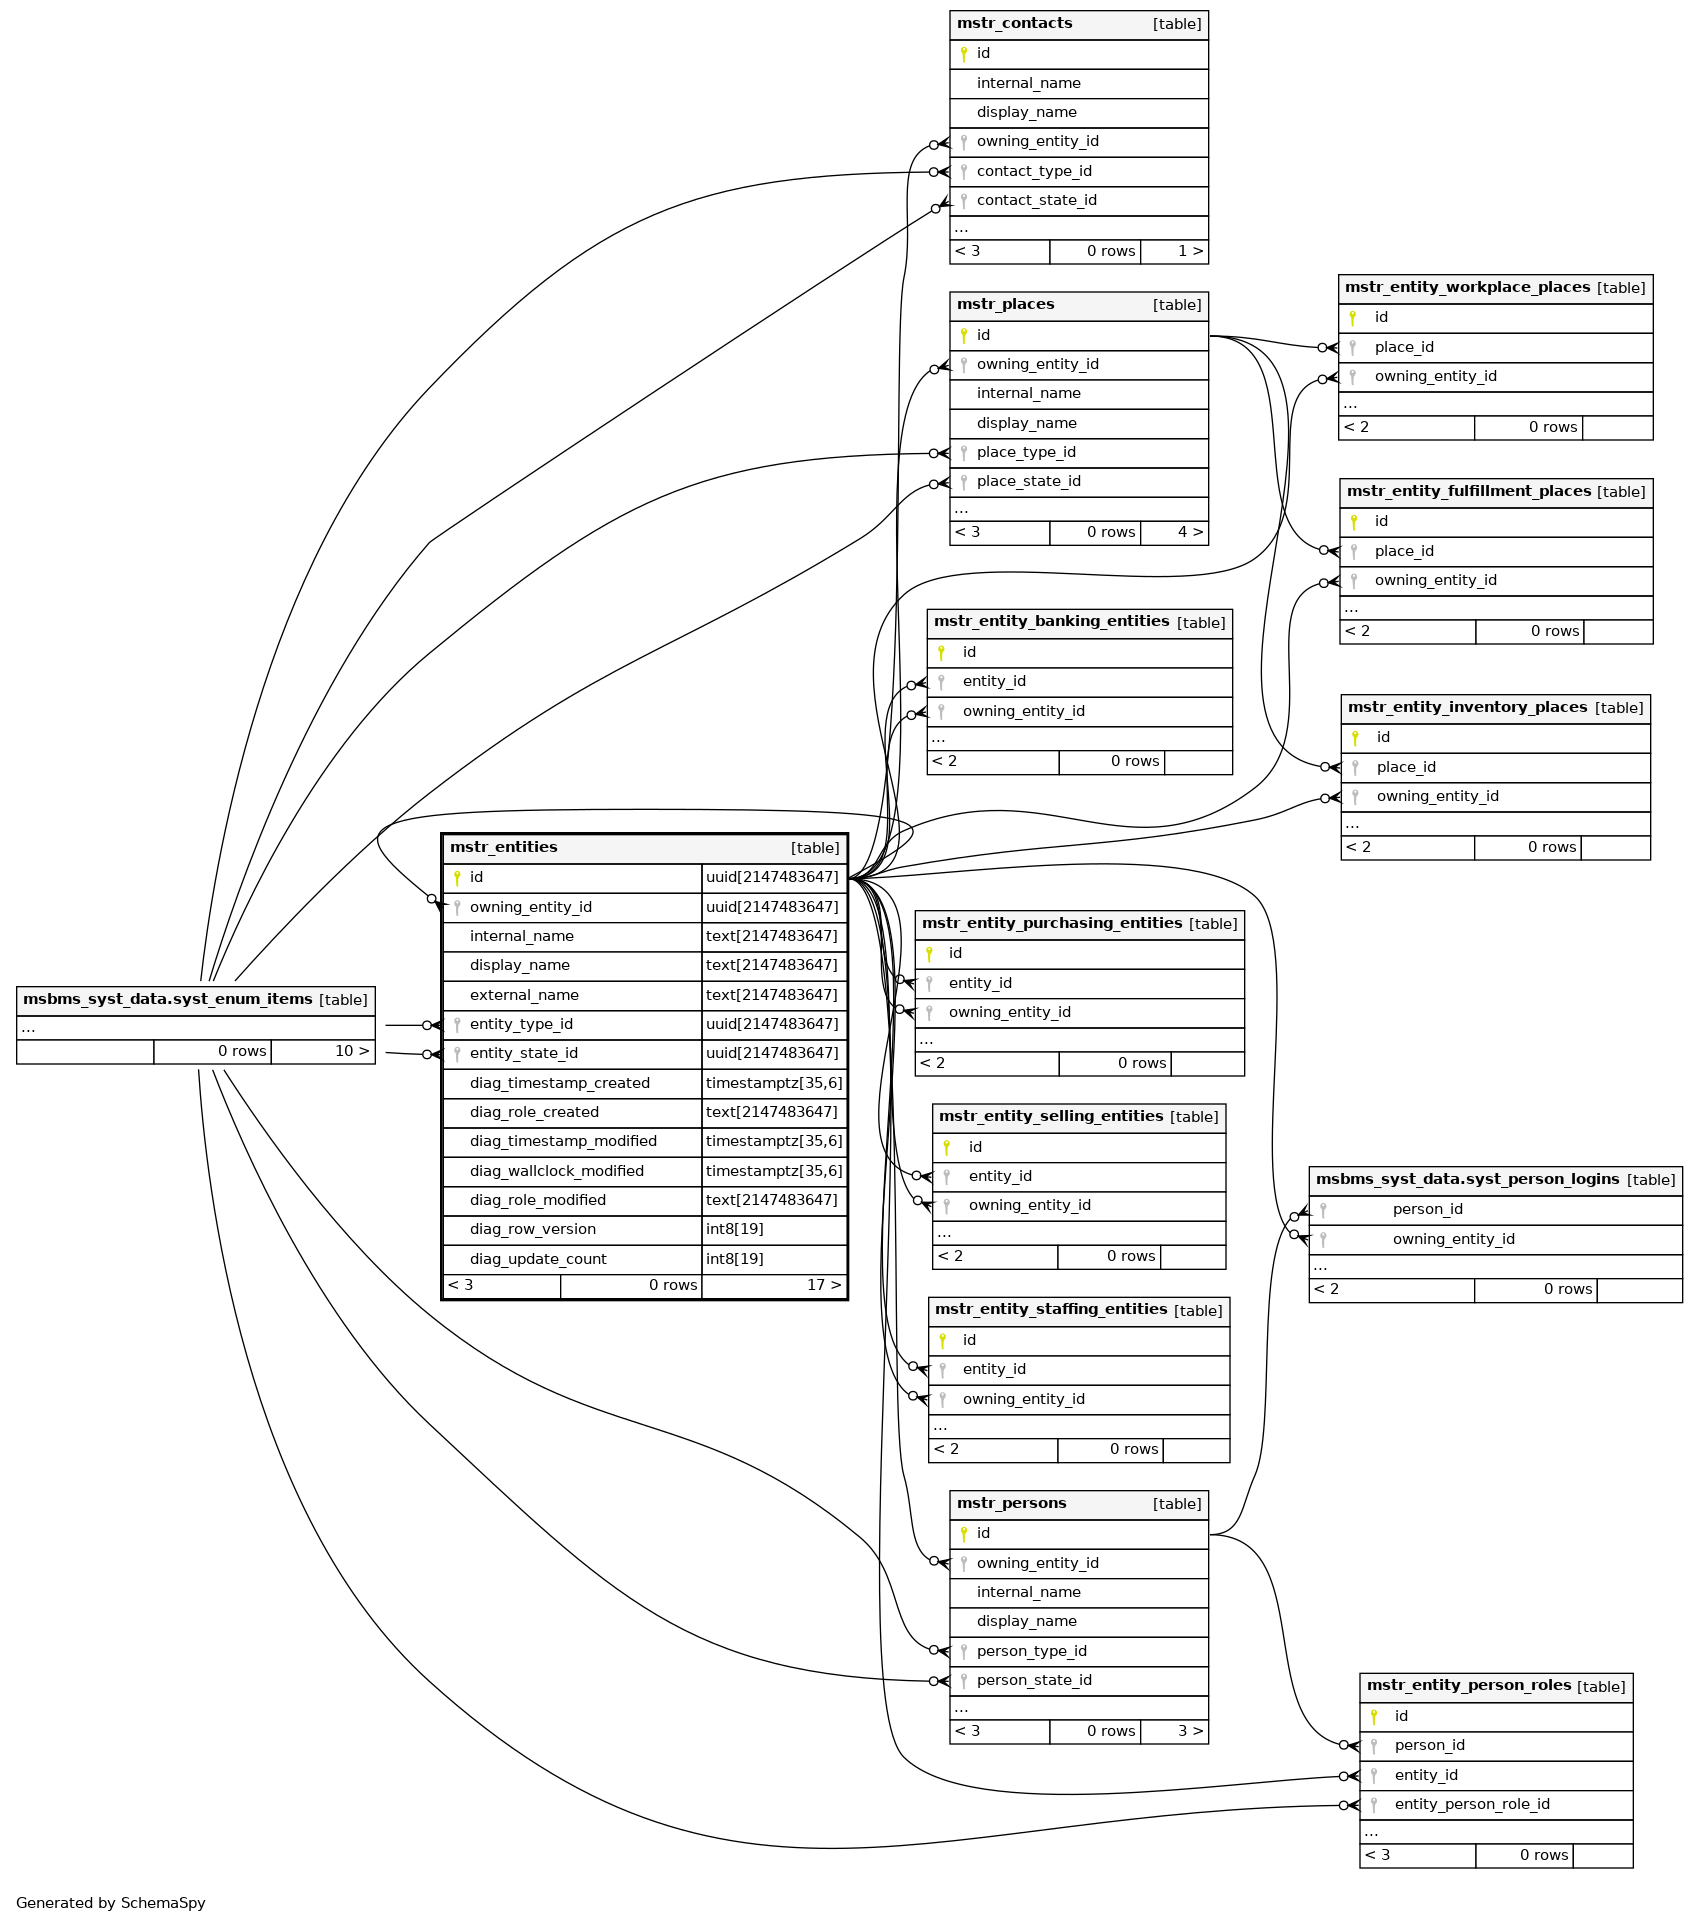 mstr_contacts [table]
id
internal_name
display_name
owning_entity_id
contact_type_id
contact_state_id
...
< 3 0 rows 1 >
mstr_places [table]
id
owning_entity_id
internal_name
display_name
place_type_id
place_state_id
...
< 3 0 rows 4 >
mstr_entity_workplace_places [table]
id
place_id
owning_entity_id
...
< 2 0 rows
mstr_entity_fulfillment_places [table]
id
place_id
owning_entity_id
...
< 2 0 rows
mstr_entity_banking_entities [table]
id
entity_id
owning_entity_id
...
< 2 0 rows
mstr_entity_inventory_places [table]
id
place_id
owning_entity_id
...
< 2 0 rows
mstr_entities [table]
id uuid[2147483647]
owning_entity_id uuid[2147483647]
internal_name text[2147483647]
display_name text[2147483647]
external_name text[2147483647]
entity_type_id uuid[2147483647]
entity_state_id uuid[2147483647]
diag_timestamp_created timestamptz[35,6]
diag_role_created text[2147483647]
diag_timestamp_modified timestamptz[35,6]
diag_wallclock_modified timestamptz[35,6]
diag_role_modified text[2147483647]
diag_row_version int8[19]
diag_update_count int8[19]
< 3 0 rows 17 >
msbms_syst_data.syst_enum_items [table]
...
0 rows 10 >
mstr_entity_purchasing_entities [table]
id
entity_id
owning_entity_id
...
< 2 0 rows
mstr_entity_selling_entities [table]
id
entity_id
owning_entity_id
...
< 2 0 rows
msbms_syst_data.syst_person_logins [table]
person_id
owning_entity_id
...
< 2 0 rows
mstr_entity_staffing_entities [table]
id
entity_id
owning_entity_id
...
< 2 0 rows
mstr_persons [table]
id
owning_entity_id
internal_name
display_name
person_type_id
person_state_id
...
< 3 0 rows 3 >
mstr_entity_person_roles [table]
id
person_id
entity_id
entity_person_role_id
...
< 3 0 rows
Generated by SchemaSpy